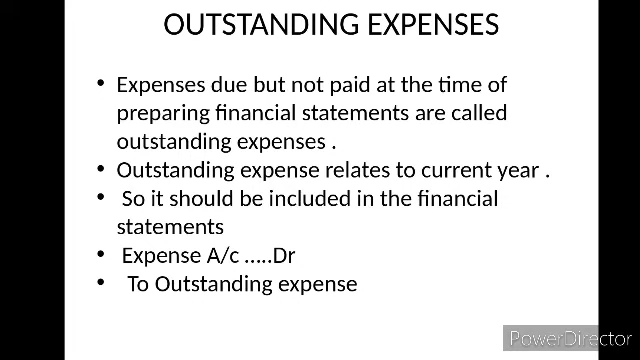 OUTSTANDING EXPENSES
• Expenses due but not paid at the time of
preparing financial statements are called
outstanding expenses .
• Outstanding expense relates to current year .
• So it should be included in the financial
statements
• Expense A/c .....Dr
• To Outstanding expense
PowerDirector